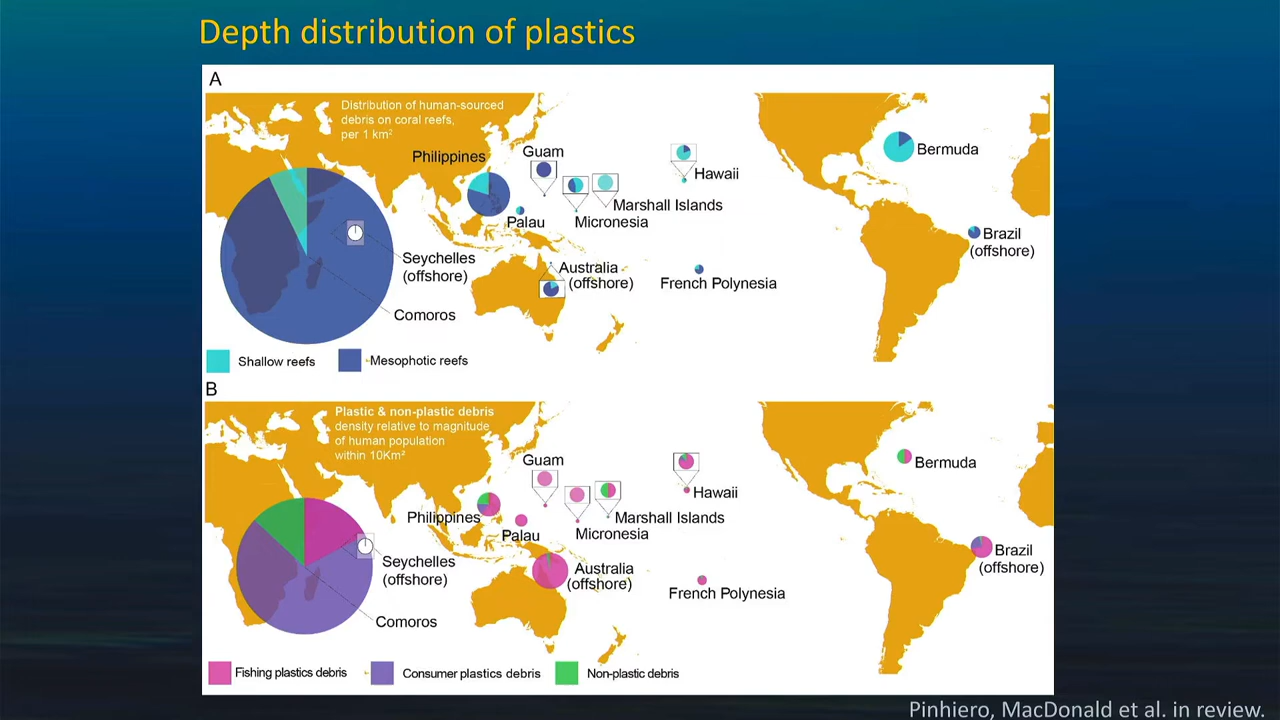 Depth distribution of plastics
A
Distribution of human-sourced
debris on coral reefs,
per 1 km²
Philippines
Guam
Hawaii
Bermuda
Marshall Islands
Palau
Micronesia
Brazil
(offshore)
Seychelles
(offshore)
Australia
(offshore)
French Polynesia
Comoros
Shallow reefs
Mesophotic reefs
B
Plastic & non-plastic debris
density relative to magnitude
of human population
within 10Km²
Guam
Bermuda
Hawaii
Philippines
Marshall Islands
Palau
Micronesia
Brazil
(offshore)
Seychelles
(offshore)
Australia
(offshore)
French Polynesia
Comoros
Fishing plastics debris
Consumer plastics debris
Non-plastic debris
Pinhiero, MacDonald et al. in review.